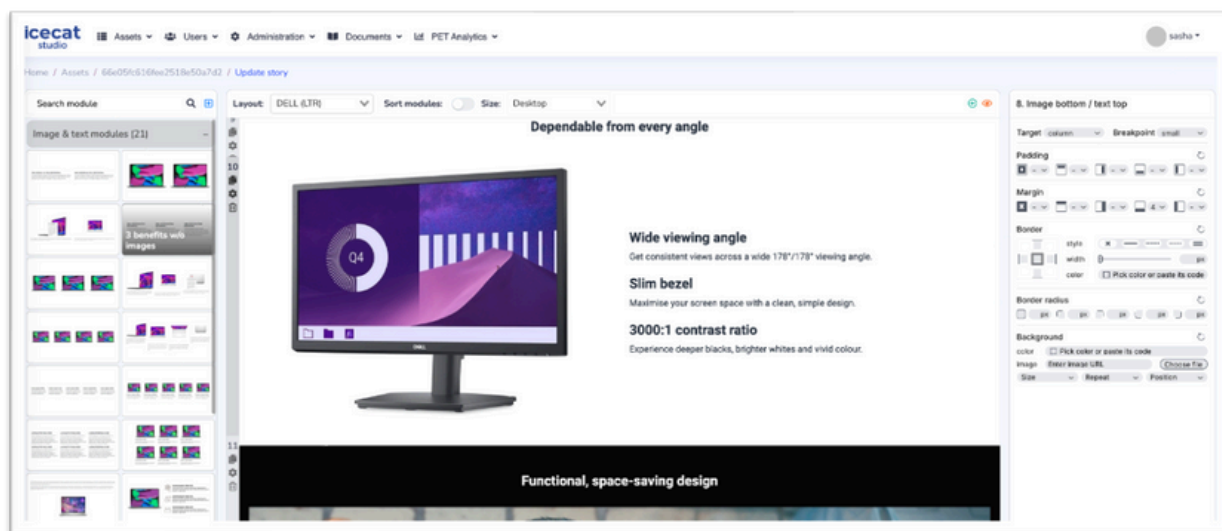 icecat
studio
Assets Users Administration Documents PET Analytics
sasha
Home / Assets / 66e05fc616fee2518e50a7d2 / Update story
Search module
Image & text modules (21)
3 benefits w/o
images
Layout: DELL (LTR) Sort modules: Size: Desktop
10
11
Dependable from every angle
Q4
DELL
Wide viewing angle
Get consistent views across a wide 178°/178° viewing angle.
Slim bezel
Maximise your screen space with a clean, simple design.
3000:1 contrast ratio
Experience deeper blacks, brighter whites and vivid colour.
Functional, space-saving design
8. Image bottom / text top
Target column Breakpoint small
Padding
Margin
4
Border
style
width px
color Pick color or paste its code
Border radius
px px px px px
Background
color Pick color or paste its code
image Enter image URL Choose file
Size Repeat Position